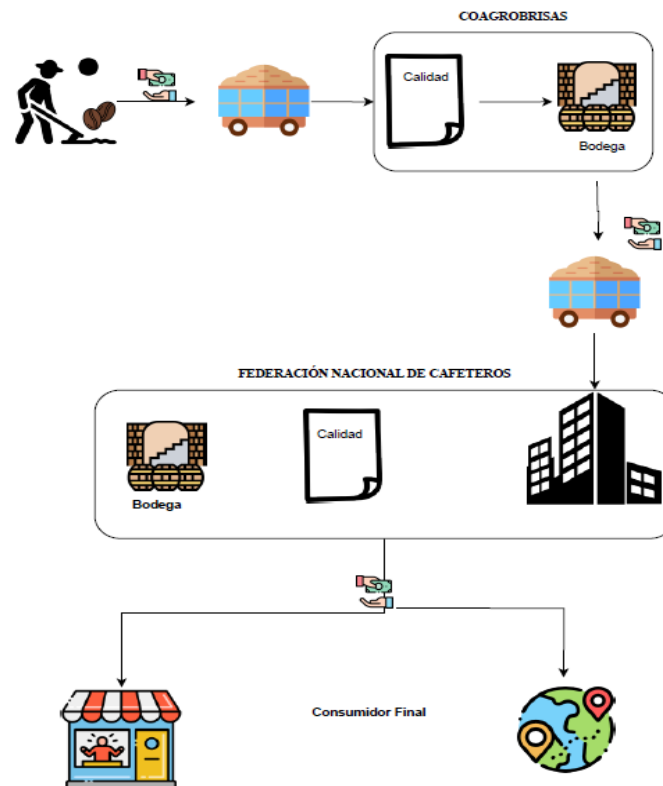 COAGROBRISAS
Calidad
Bodega
FEDERACIÓN NACIONAL DE CAFETEROS
Calidad
Bodega
Consumidor Final